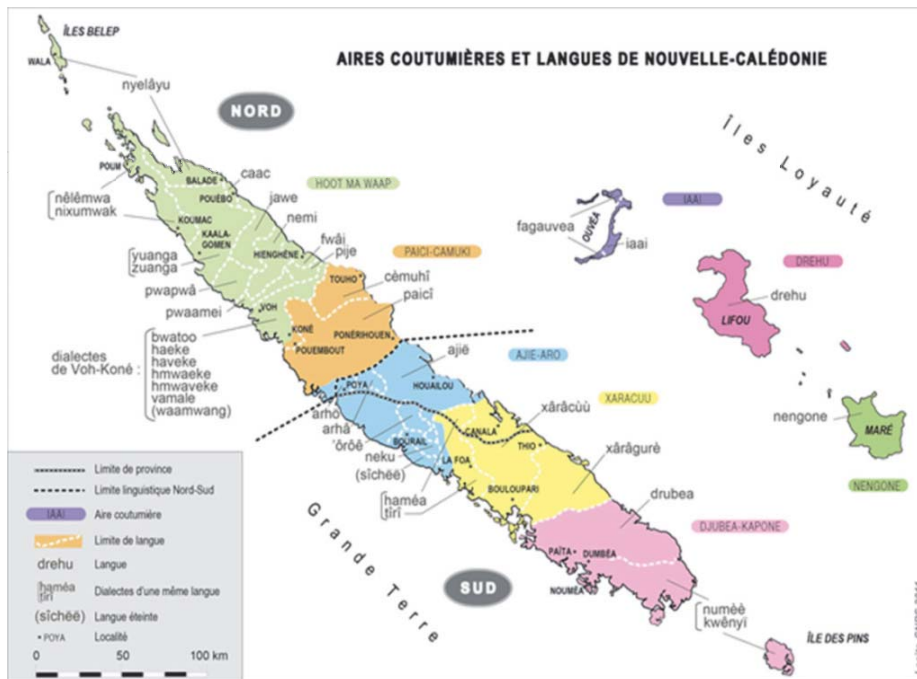 AIRES COUTUMIÈRES ET LANGUES DE NOUVELLE-CALÉDONIE
ÎLES BELEP
WALA
nyelâyu
NORD
Îles Loyauté
POUM
BALADE
caac
POUÉBO
HOOT MA WAAP
jawe
nêlêmwa
nixumwak
nemi
KOUMAC
fwâi
pije
KAALA-
GOMEN
HIENGHÈNE
yuanga
zuanga
PAICI-CAMUKI
TOUHO
cèmuhî
pwapwâ
paicî
pwaamei
VOH
KONÉ
PONÉRIHOUEN
POUEMBOUT
dialectes
de Voh-Koné :
bwatoo
haeke
haveke
hmwaeke
hmwaveke
vamale
(waamwang)
fagauvea
OUVEA
IAAI
iaai
DREHU
drehu
LIFOU
nengone
MARÉ
NENGONE
ajië
AJIE-ARO
POYA
HOUAILOU
arhö
arhâ
'ôrôê
XARACUU
xârâcùù
CANALA
THIO
BOURAIL
neku
(sîchëë)
LA FOA
xârâgurè
haméa
tîrî
BOULOUPARI
drubea
DJUBEA-KAPONE
PAÏTA
DUMBÉA
NOUMÉA
SUD
Grande Terre
numèè
kwênyï
ÎLE DES PINS
Limite de province
Limite linguistique Nord-Sud
IAAI Aire coutumière
Limite de langue
drehu Langue
haméa
tîrî Dialectes d'une même langue
(sîchëë) Langue éteinte
POYA Localité
0 50 100 km